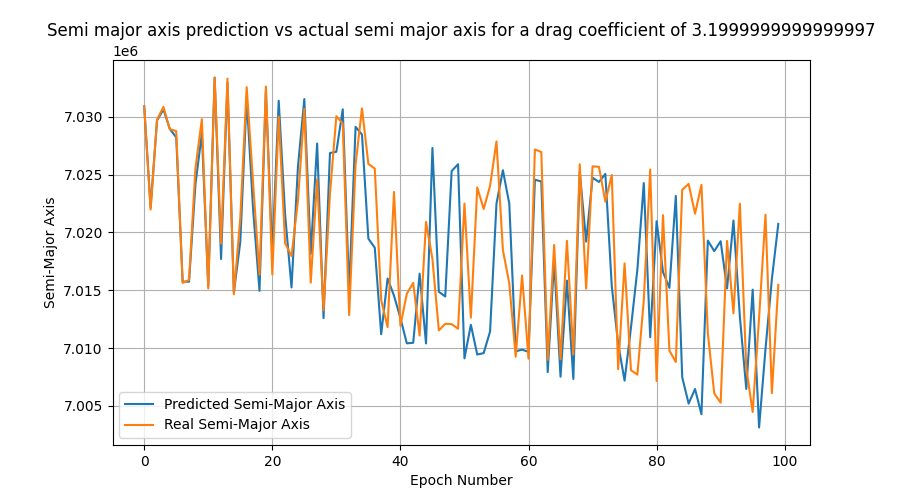 Semi major axis prediction vs actual semi major axis for a drag coefficient of 3.1999999999999997
1e6
7.030
7.025
7.020
7.015
7.010
7.005
Semi-Major Axis
Predicted Semi-Major Axis
Real Semi-Major Axis
0 20 40 60 80 100
Epoch Number